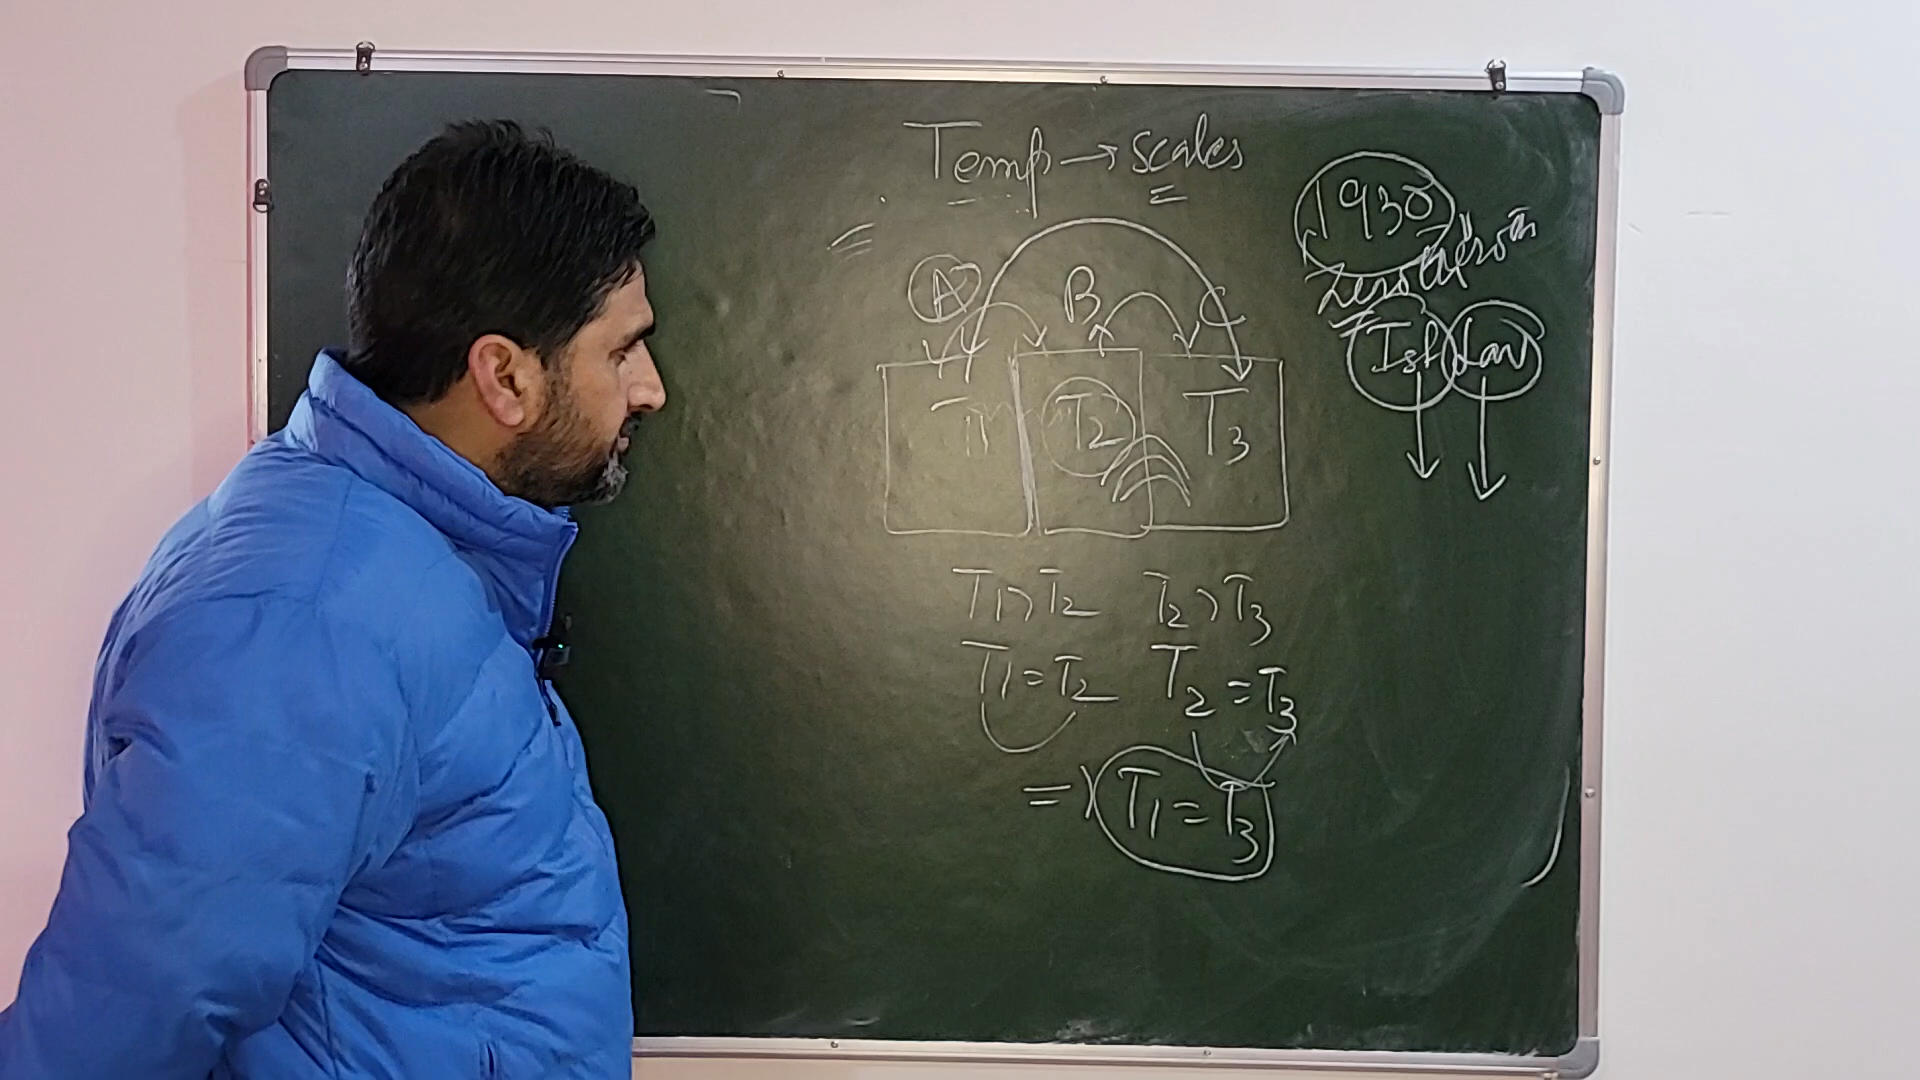 Temp → scales
1930
Zeroth "Zeroth
A B C
Ist Law
T1 T2 T3
T1 > T2 T2 > T3
T1 = T2 T2 = T3
⇒ T1 = T3